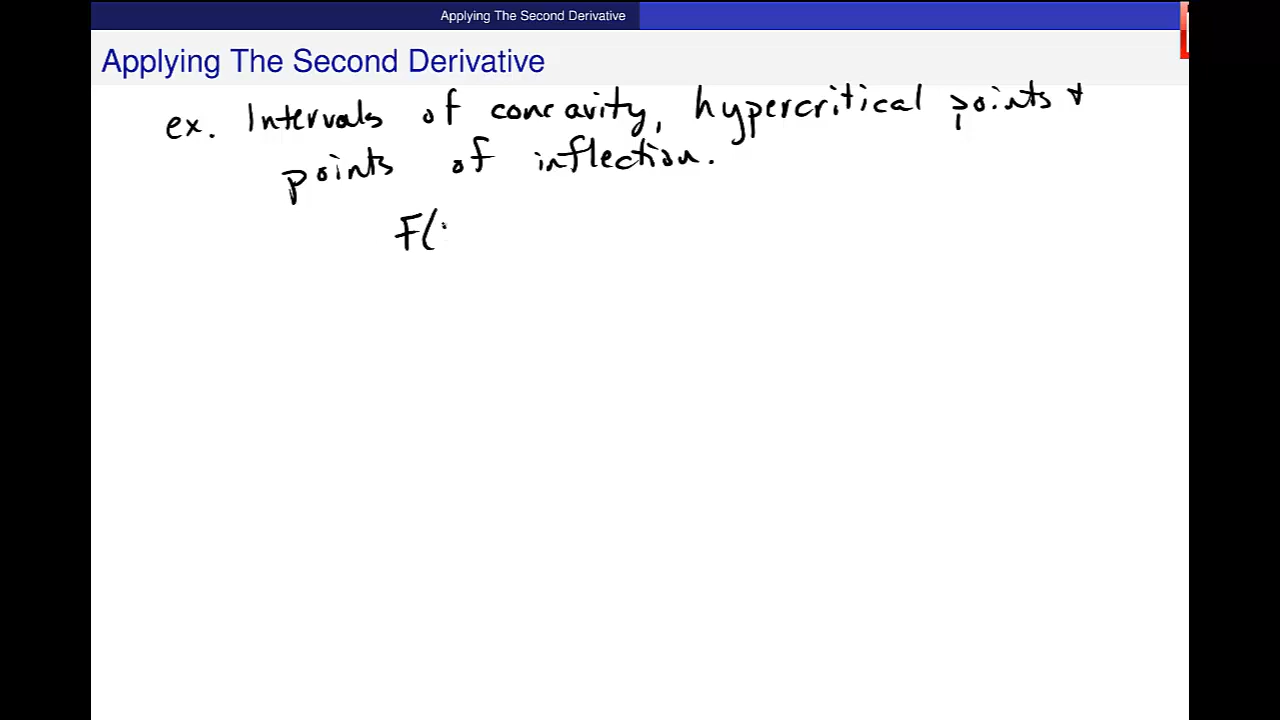 Applying The Second Derivative
Applying The Second Derivative
ex. Intervals of concavity, hypercritical points +
points of inflection.
F(